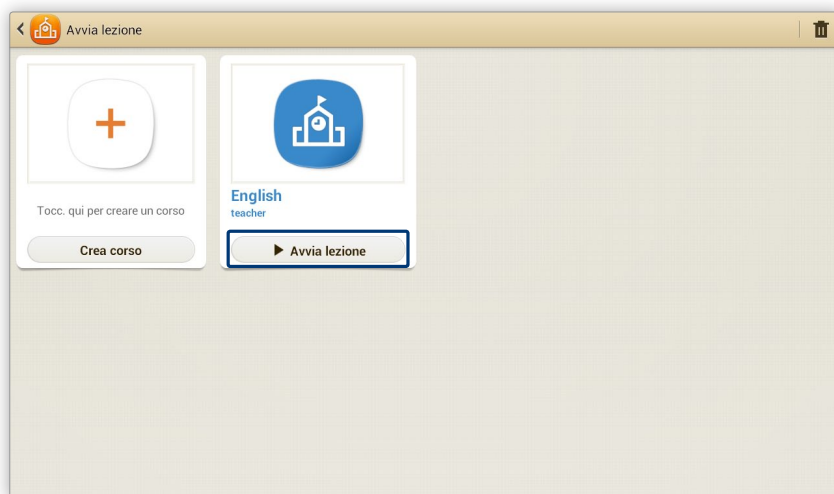 Avvia lezione
Tocc. qui per creare un corso
Crea corso
English
teacher
Avvia lezione